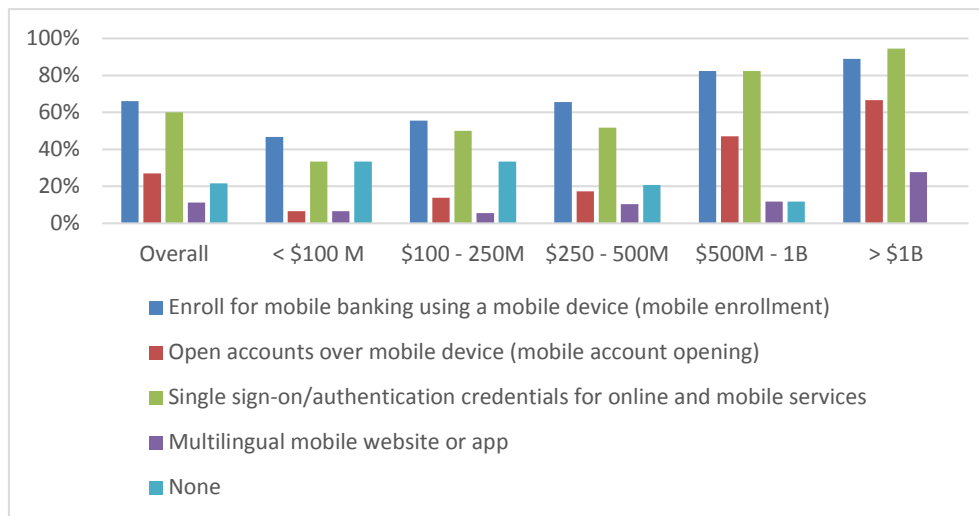 100%
80%
60%
40%
20%
0%
Overall
< $100 M
$100 - 250M
$250 - 500M
$500M - 1B
> $1B
Enroll for mobile banking using a mobile device (mobile enrollment)
Open accounts over mobile device (mobile account opening)
Single sign-on/authentication credentials for online and mobile services
Multilingual mobile website or app
None